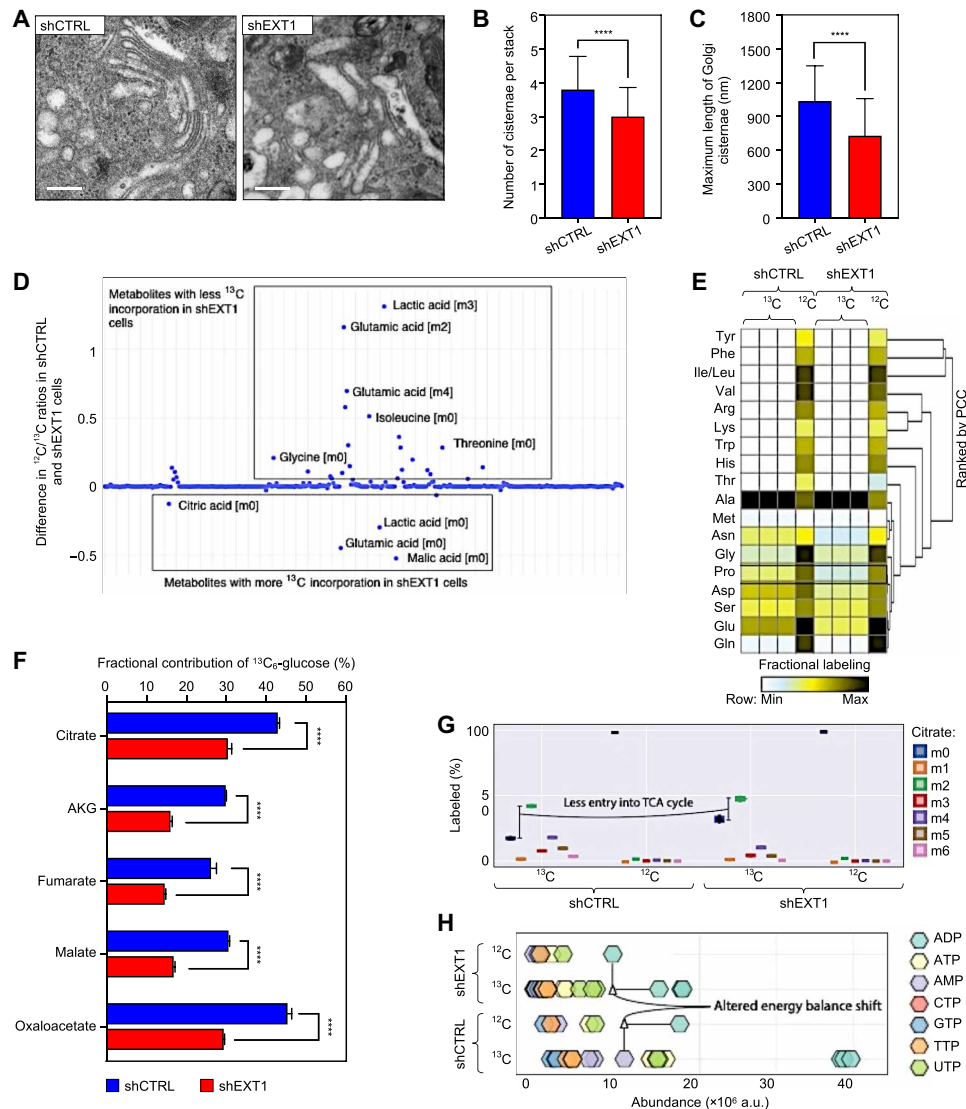 A
shCTRL
shEXT1
B
Number of cisternae per stack
6
5
4
3
2
1
0
****
shCTRL
shEXT1
C
Maximum length of Golgi
cisternae (nm)
1800
1500
1200
900
600
300
0
****
shCTRL
shEXT1
D
Difference in ¹²C/¹³C ratios in shCTRL
and shEXT1 cells
1
0.5
0
−0.5
Metabolites with less ¹³C
incorporation in shEXT1
cells
Lactic acid [m3]
Glutamic acid [m2]
Glutamic acid [m4]
Isoleucine [m0]
Threonine [m0]
Glycine [m0]
Citric acid [m0]
Lactic acid [m0]
Glutamic acid [m0]
Malic acid [m0]
Metabolites with more ¹³C incorporation in shEXT1 cells
E
shCTRL shEXT1
¹³C ¹²C ¹³C ¹²C
Tyr
Phe
Ile/Leu
Val
Arg
Lys
Trp
His
Thr
Ala
Met
Asn
Gly
Pro
Asp
Ser
Glu
Gln
Ranked by PCC
Fractional labeling
Row: Min Max
F
Fractional contribution of ¹³C₆-glucose (%)
0 10 20 30 40 50 60
Citrate
****
AKG
****
Fumarate
****
Malate
****
Oxaloacetate
****
shCTRL shEXT1
G
Labeled (%)
100
5
0
0
Less entry into TCA cycle
¹³C ¹²C ¹³C ¹²C
shCTRL shEXT1
Citrate:
m0
m1
m2
m3
m4
m5
m6
H
shEXT1
¹²C
¹³C
shCTRL
¹²C
¹³C
Altered energy balance shift
0 10 20 30 40
Abundance (×10⁶ a.u.)
ADP
ATP
AMP
CTP
GTP
TTP
UTP